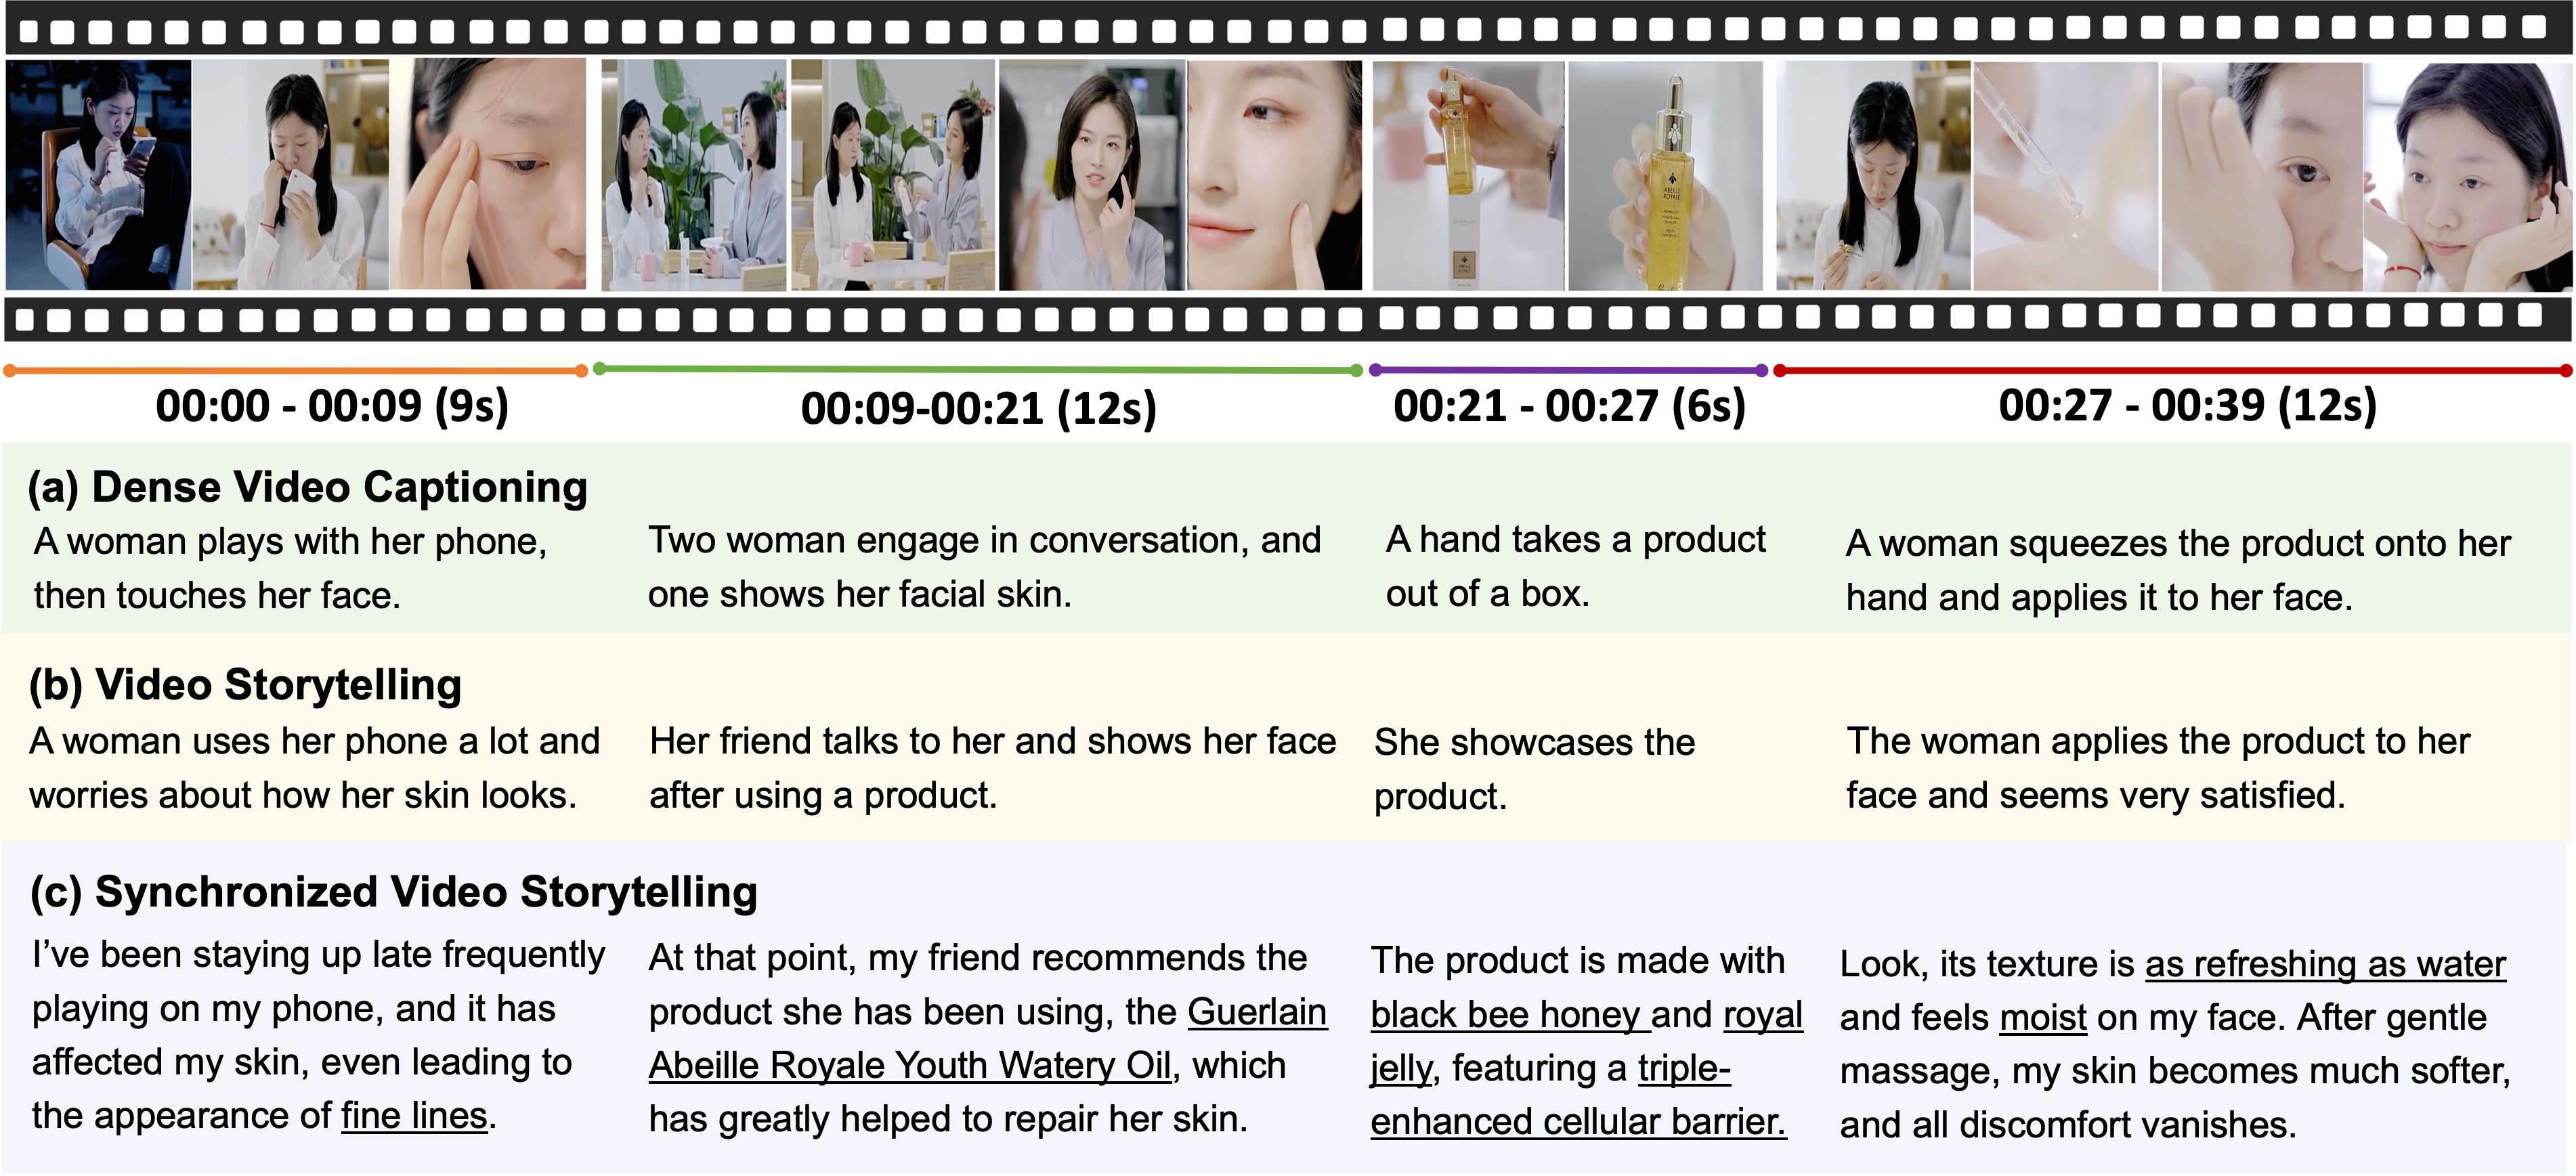 ABEILLE
ROYALE
ABEILLE
ROYALE
00:00 - 00:09 (9s)
00:09-00:21 (12s)
00:21 - 00:27 (6s)
00:27 - 00:39 (12s)
(a) Dense Video Captioning
A woman plays with her phone,
then touches her face.
Two woman engage in conversation, and
one shows her facial skin.
A hand takes a product
out of a box.
A woman squeezes the product onto her
hand and applies it to her face.
(b) Video Storytelling
A woman uses her phone a lot and
worries about how her skin looks.
Her friend talks to her and shows her face
after using a product.
She showcases the
product.
The woman applies the product to her
face and seems very satisfied.
(c) Synchronized Video Storytelling
I’ve been staying up late frequently
playing on my phone, and it has
affected my skin, even leading to
the appearance of fine lines.
At that point, my friend recommends the
product she has been using, the Guerlain
Abeille Royale Youth Watery Oil, which
has greatly helped to repair her skin.
The product is made with
black bee honey and royal
jelly, featuring a triple-
enhanced cellular barrier.
Look, its texture is as refreshing as water
and feels moist on my face. After gentle
massage, my skin becomes much softer,
and all discomfort vanishes.